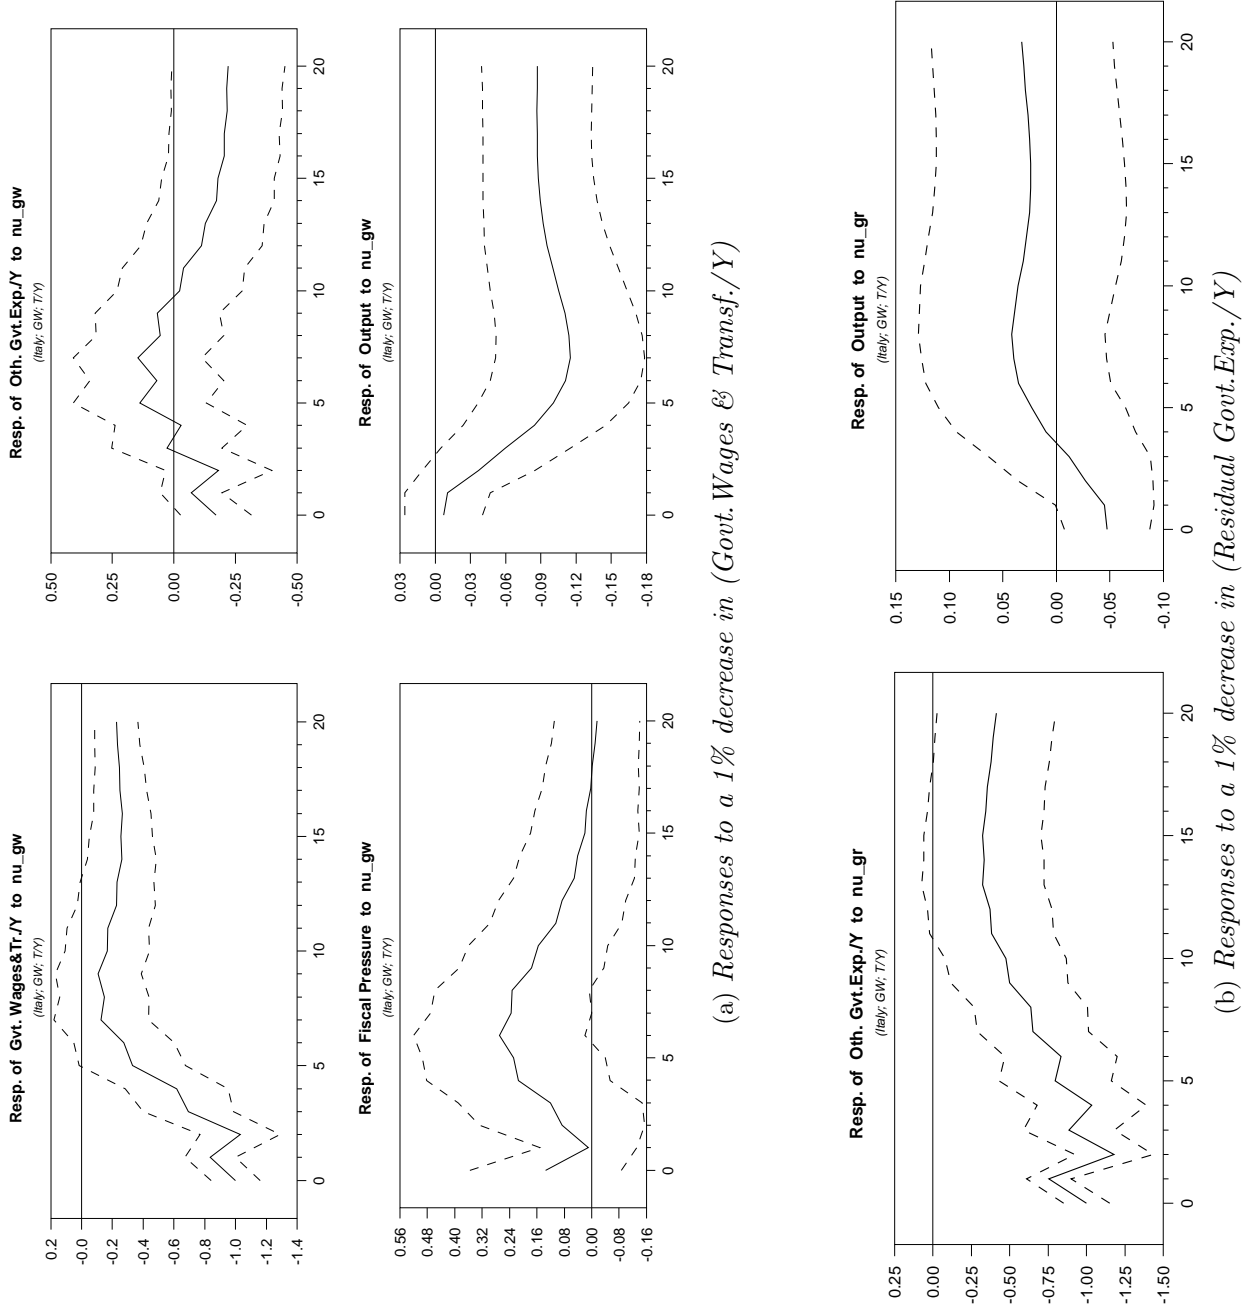 Resp. of Gvt. Wages&Tr./Y to nu_gw
(Italy; GW; T/Y)
0.2
-0.0
-0.2
-0.4
-0.6
-0.8
-1.0
-1.2
-1.4
0 5 10 15 20
Resp. of Oth. Gvt.Exp./Y to nu_gw
(Italy; GW; T/Y)
0.50
0.25
0.00
-0.25
-0.50
0 5 10 15 20
Resp. of Fiscal Pressure to nu_gw
(Italy; GW; T/Y)
0.56
0.48
0.40
0.32
0.24
0.16
0.08
0.00
-0.08
-0.16
0 5 10 15 20
Resp. of Output to nu_gw
(Italy; GW; T/Y)
0.03
0.00
-0.03
-0.06
-0.09
-0.12
-0.15
-0.18
0 5 10 15 20
(a) Responses to a 1% decrease in (Govt.Wages & Transf./Y)
Resp. of Oth. Gvt.Exp./Y to nu_gr
(Italy; GW; T/Y)
0.25
0.00
-0.25
-0.50
-0.75
-1.00
-1.25
-1.50
0 5 10 15 20
Resp. of Output to nu_gr
(Italy; GW; T/Y)
0.15
0.10
0.05
0.00
-0.05
-0.10
0 5 10 15 20
(b) Responses to a 1% decrease in (Residual Govt.Exp./Y)